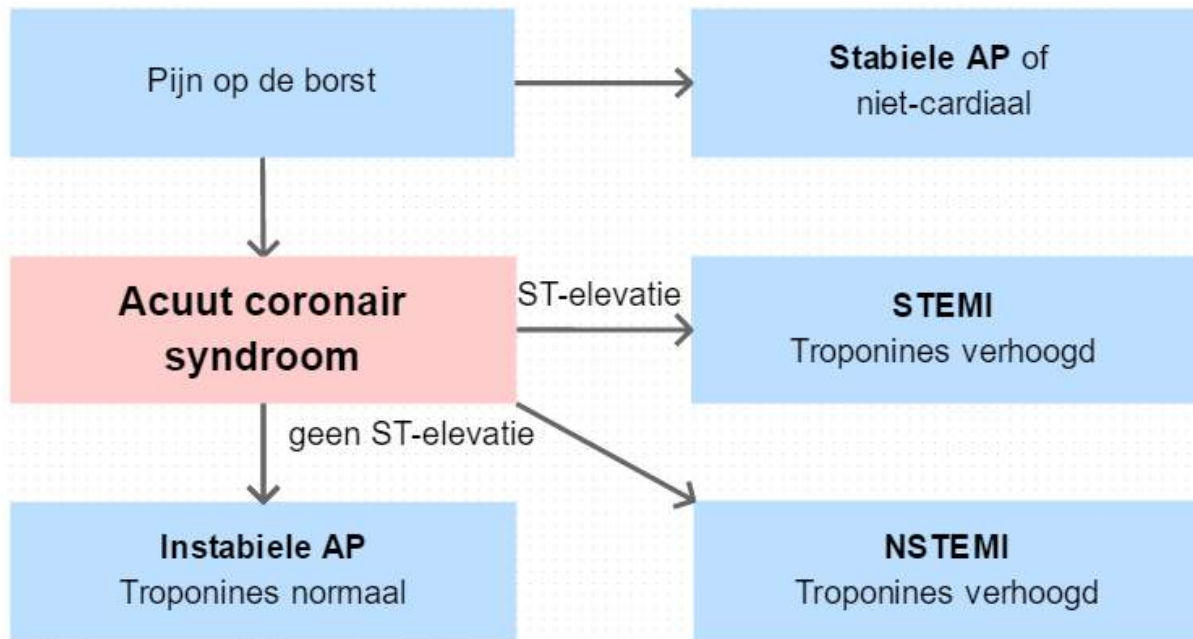 Pijn op de borst
Stabiele AP of
niet-cardiaal
Acuut coronair
syndroom
ST-elevatie
STEMI
Troponines verhoogd
geen ST-elevatie
Instabiele AP
Troponines normaal
NSTEMI
Troponines verhoogd